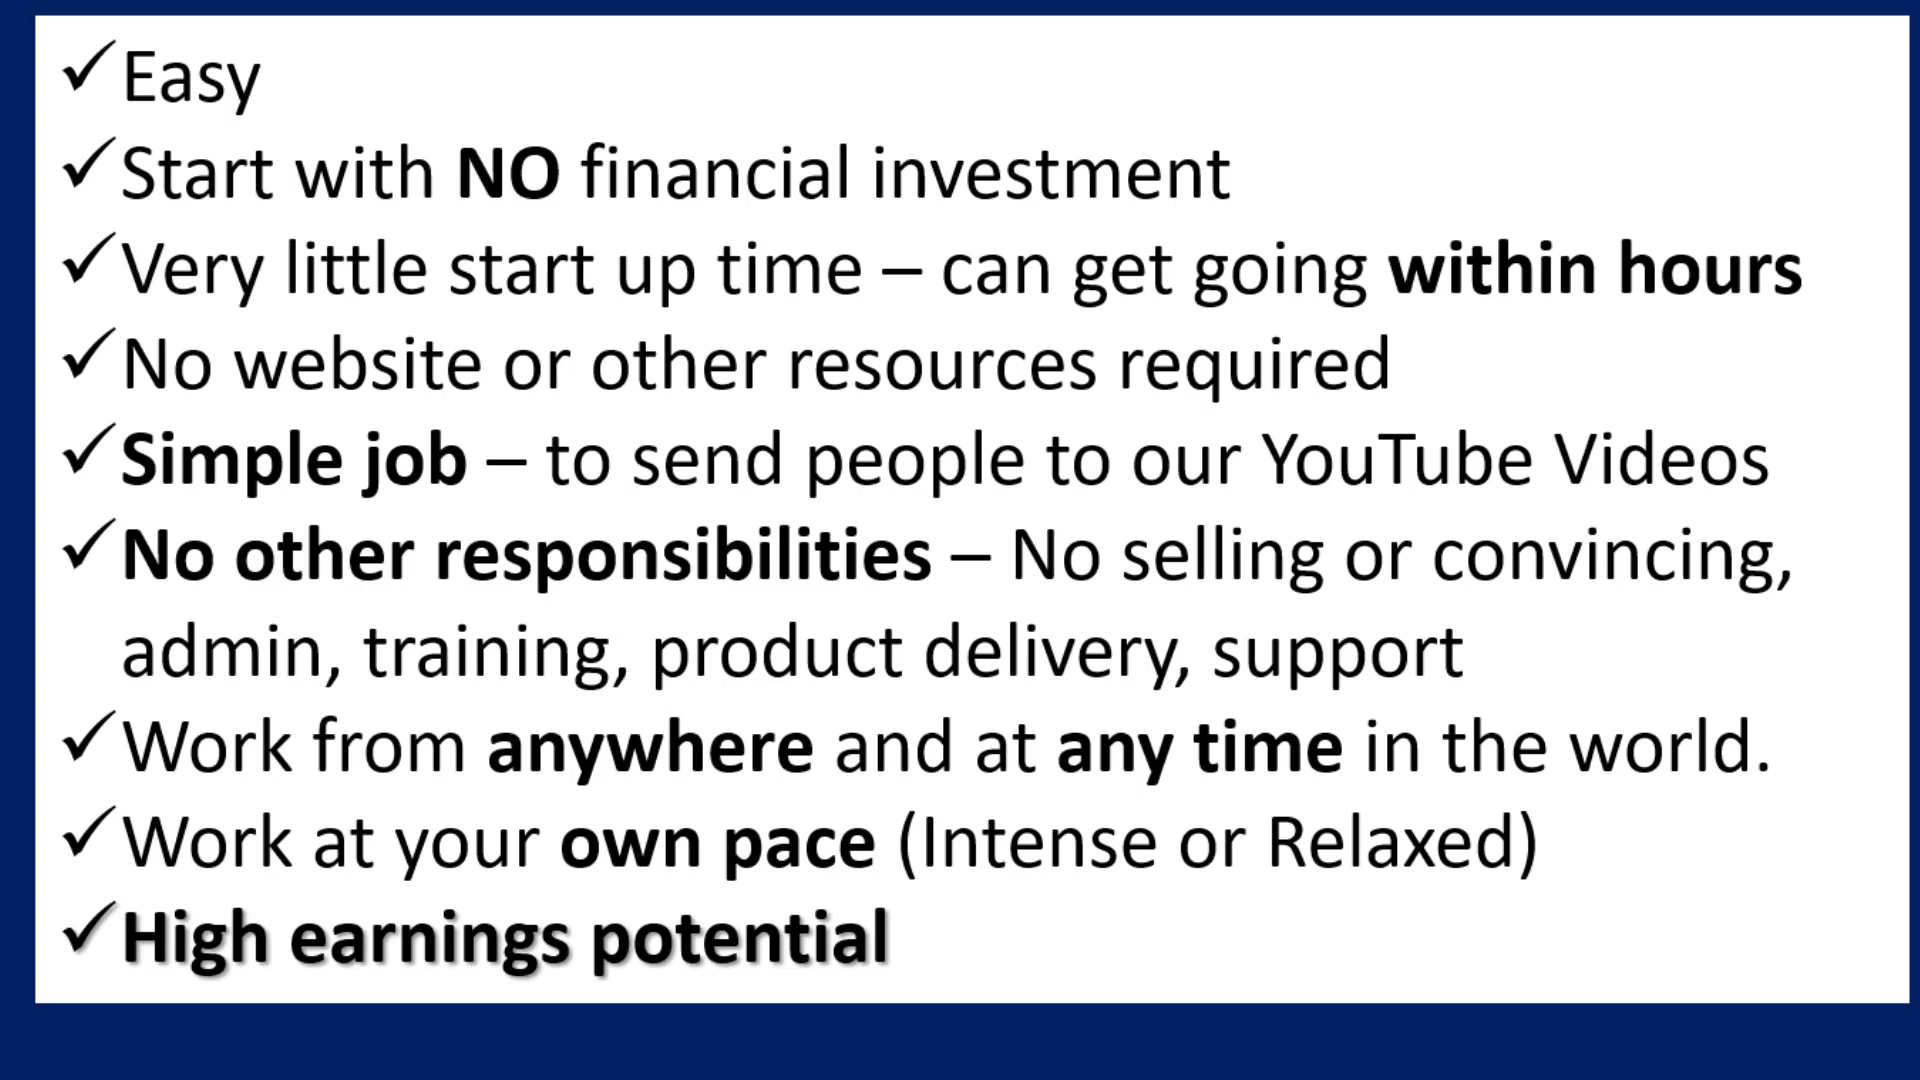 ✓Easy
✓Start with NO financial investment
✓Very little start up time – can get going within hours
✓No website or other resources required
✓Simple job – to send people to our YouTube Videos
✓No other responsibilities – No selling or convincing,
admin, training, product delivery, support
✓Work from anywhere and at any time in the world.
✓Work at your own pace (Intense or Relaxed)
✓High earnings potential